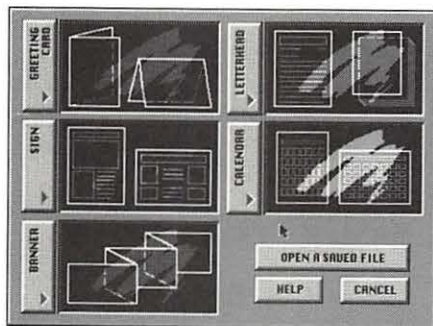 GREETING
CARD
LETTERHEAD
SIGN
CALENDAR
BANNER
OPEN A SAVED FILE
HELP
CANCEL